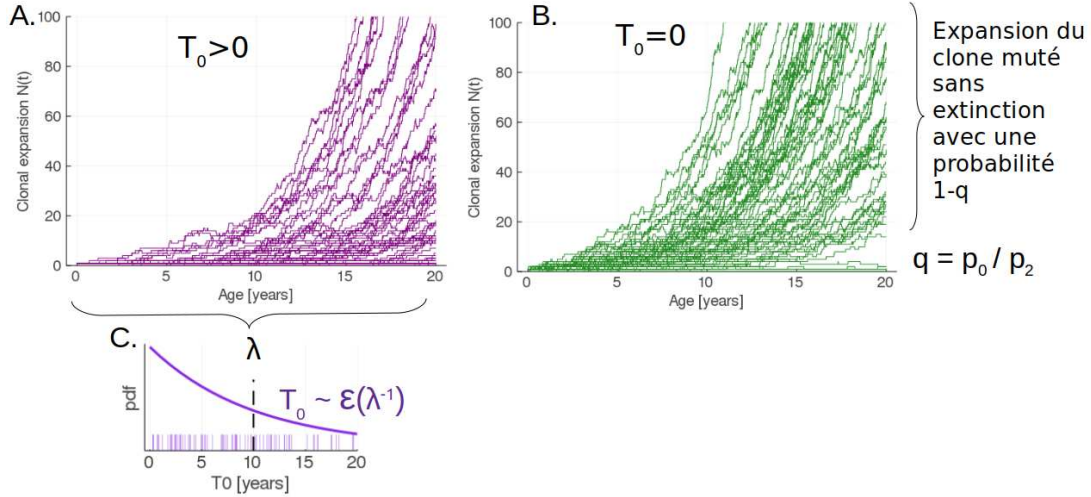 A.
T₀>0
Clonal expansion N(t)
100
80
60
40
20
0
0 5 10 15 20
Age [years]
B.
T₀=0
Clonal expansion N(t)
100
80
60
40
20
0
0 5 10 15 20
Age [years]
Expansion du
clone muté
sans
extinction
avec une
probabilité
1-q
q = p₀ / p₂
C.
λ
T₀ ~ ε(λ⁻¹)
pdf
0 5 10 15 20
T0 [years]